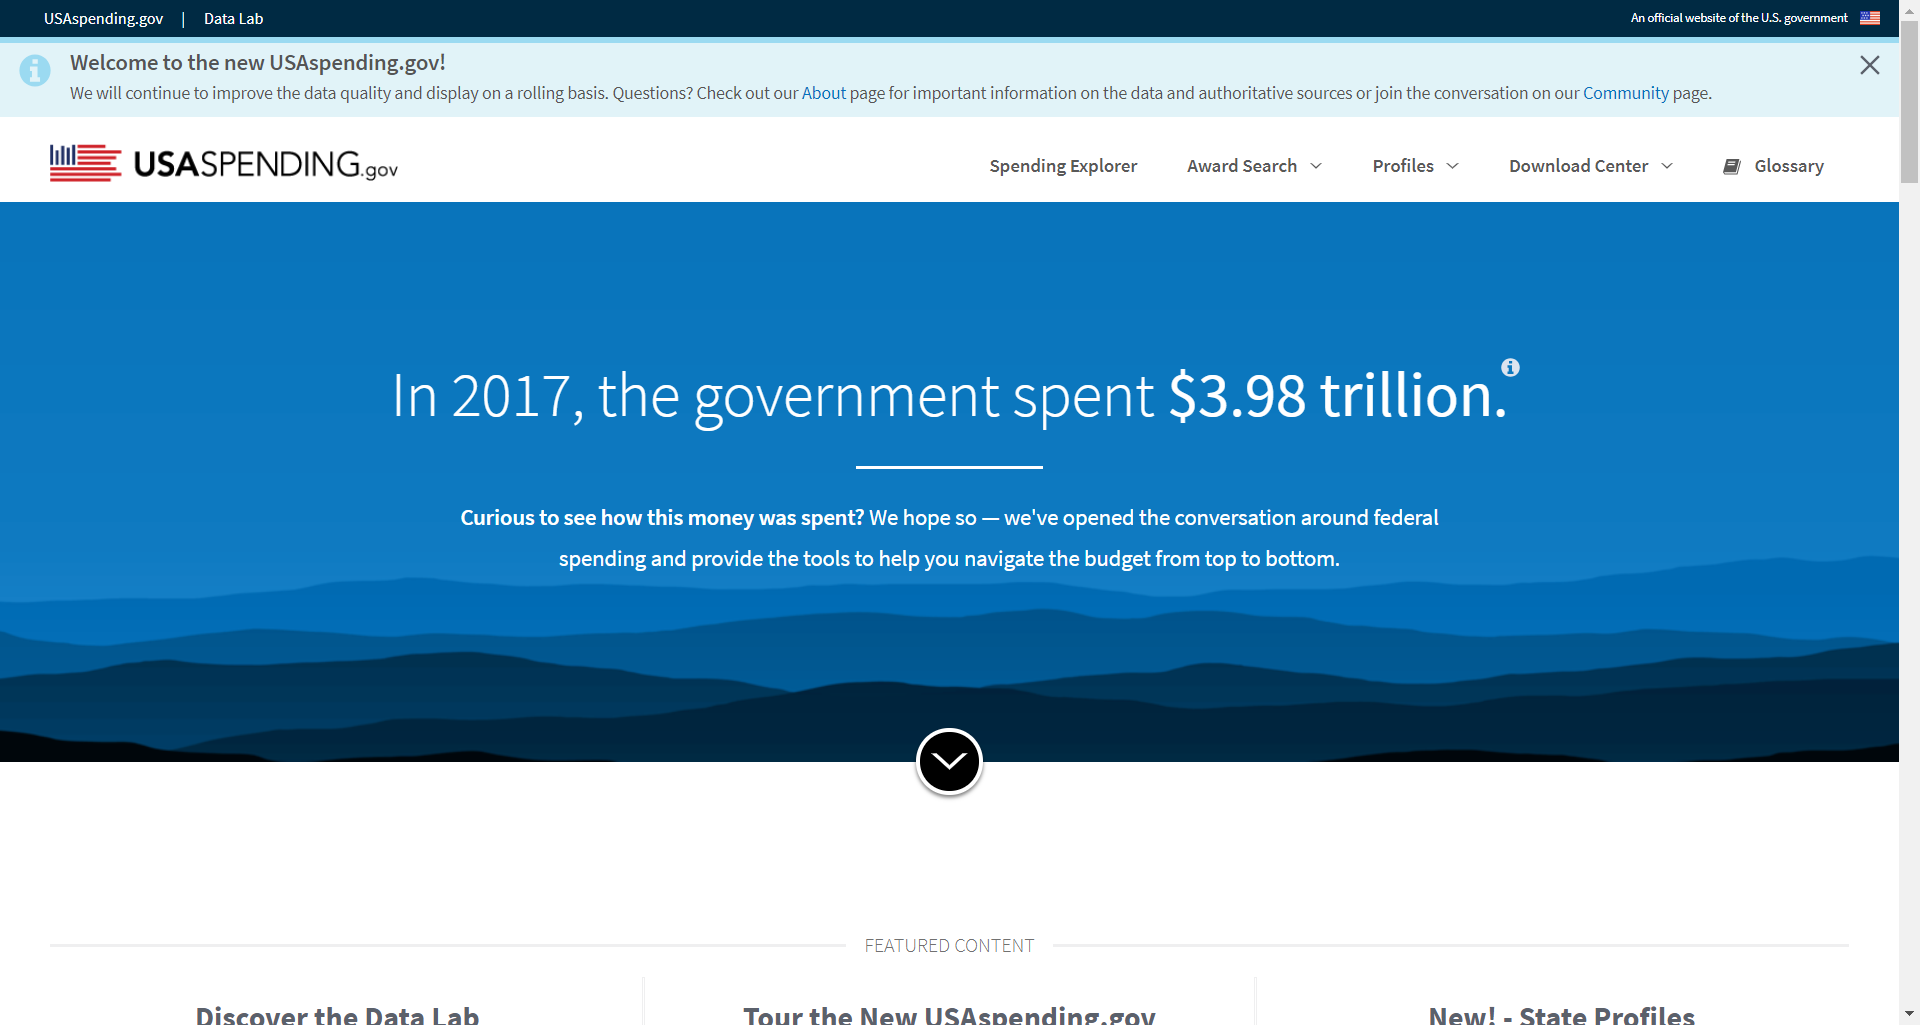 USAspending.gov | Data Lab
An official website of the U.S. government
Welcome to the new USAspending.gov!
We will continue to improve the data quality and display on a rolling basis. Questions? Check out our About page for important information on the data and authoritative sources or join the conversation on our Community page.
USASPENDING.gov
Spending Explorer Award Search Profiles Download Center Glossary
In 2017, the government spent $3.98 trillion.
Curious to see how this money was spent? We hope so — we've opened the conversation around federal
spending and provide the tools to help you navigate the budget from top to bottom.
FEATURED CONTENT
Discover the Data Lab
Tour the New USAspending.gov
New! - State Profiles